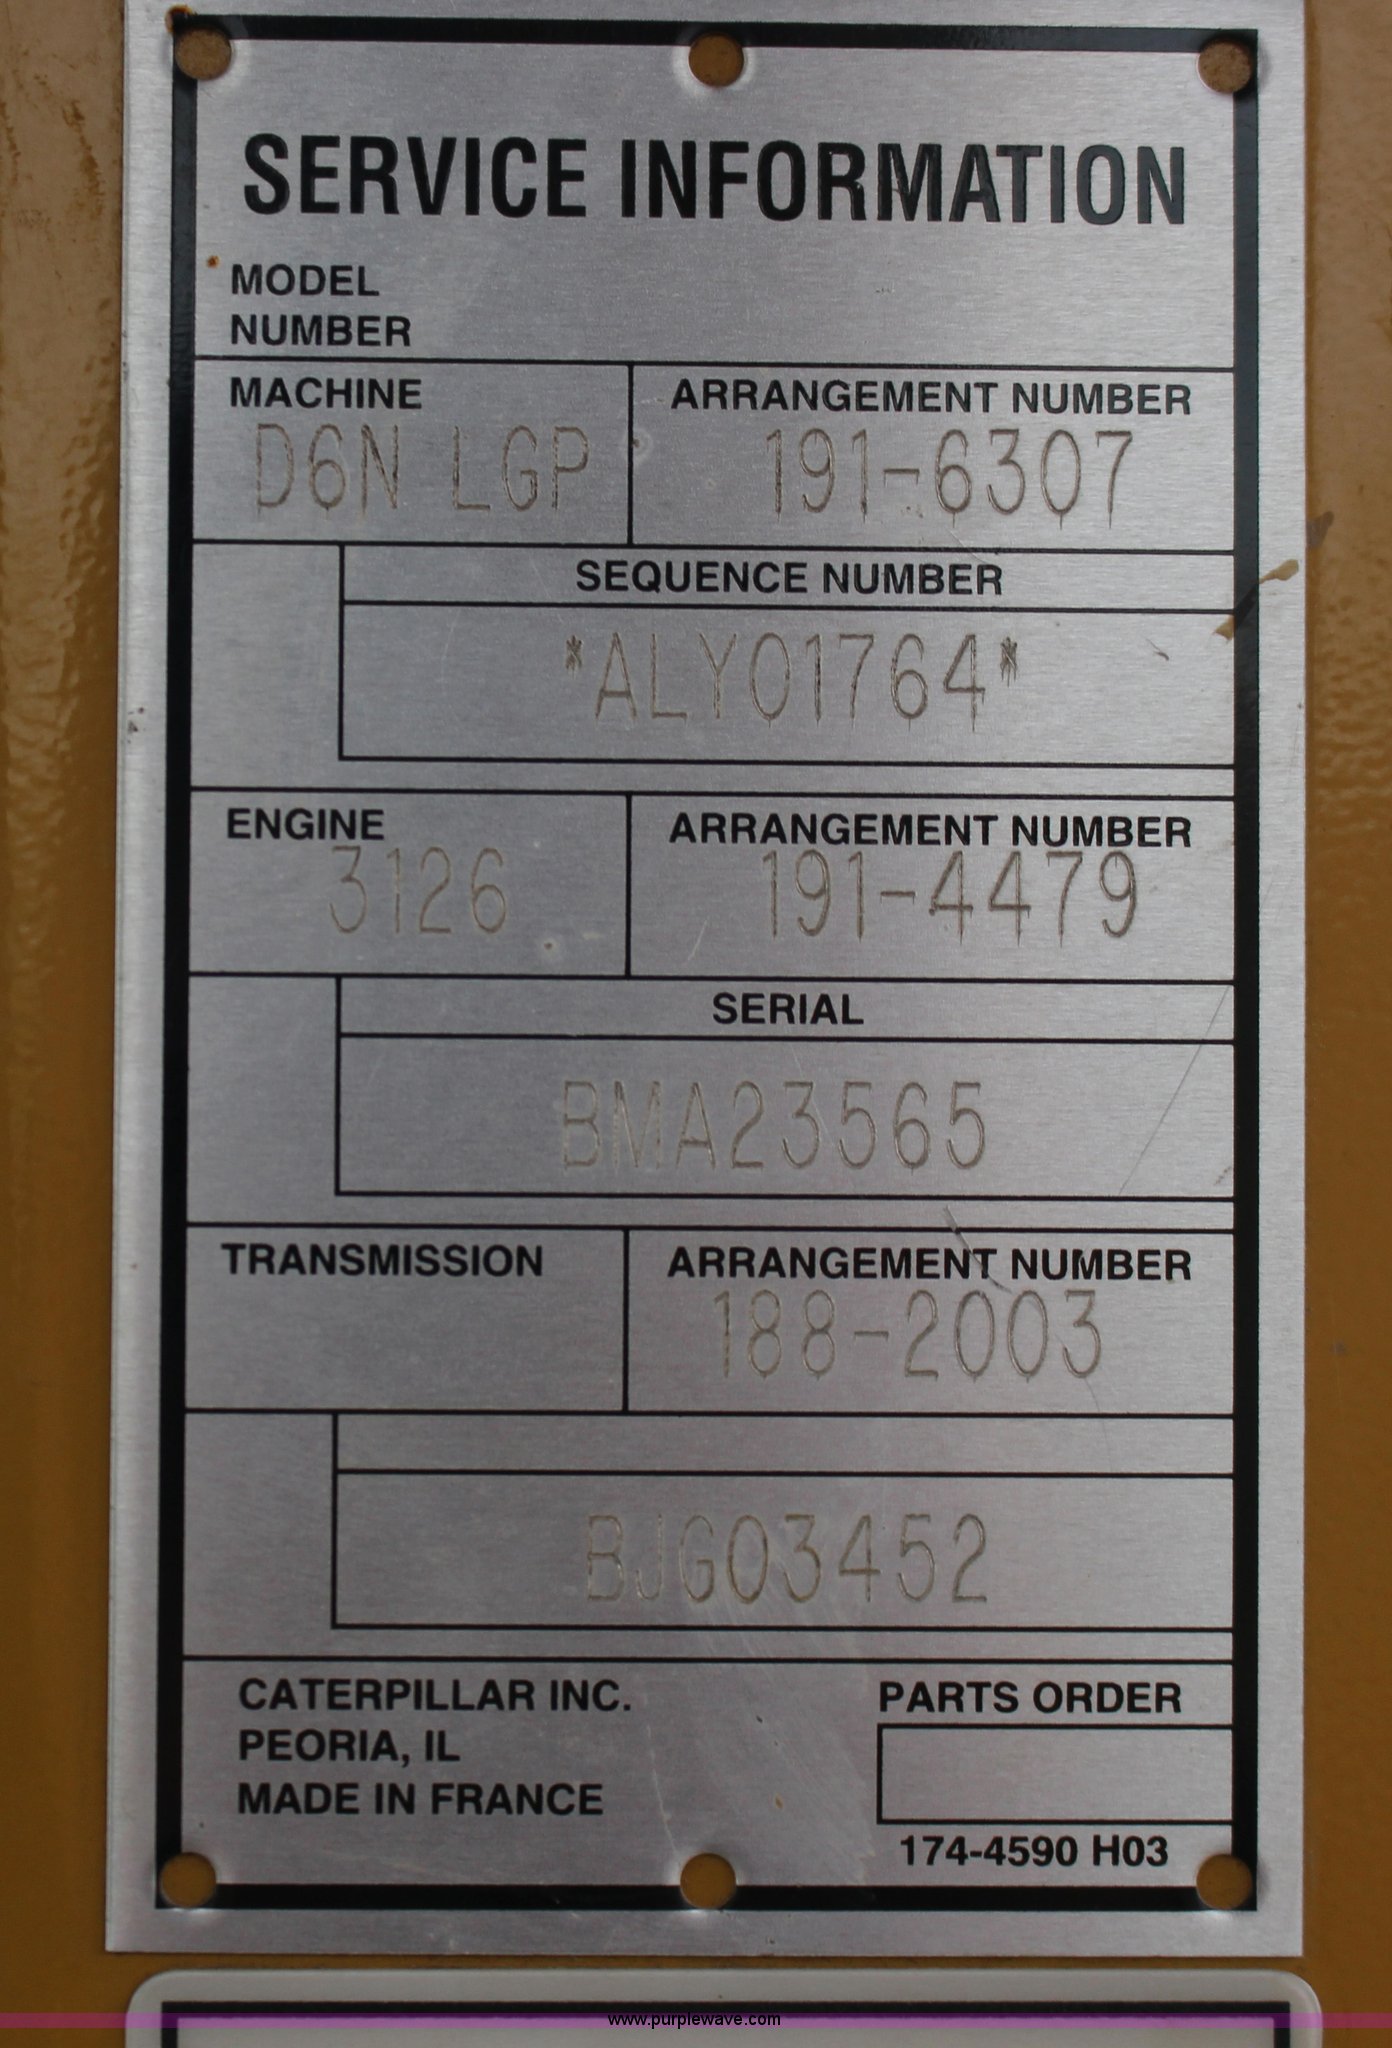 SERVICE INFORMATION
MODEL
NUMBER
MACHINE
ARRANGEMENT NUMBER
D6N LGP
191-6307
SEQUENCE NUMBER
*ALY01764*
ENGINE
ARRANGEMENT NUMBER
3126
191-4479
SERIAL
BMA23565
TRANSMISSION
ARRANGEMENT NUMBER
188-2003
BJG03452
CATERPILLAR INC.
PEORIA, IL
MADE IN FRANCE
PARTS ORDER
174-4590 H03
www.purplewave.com